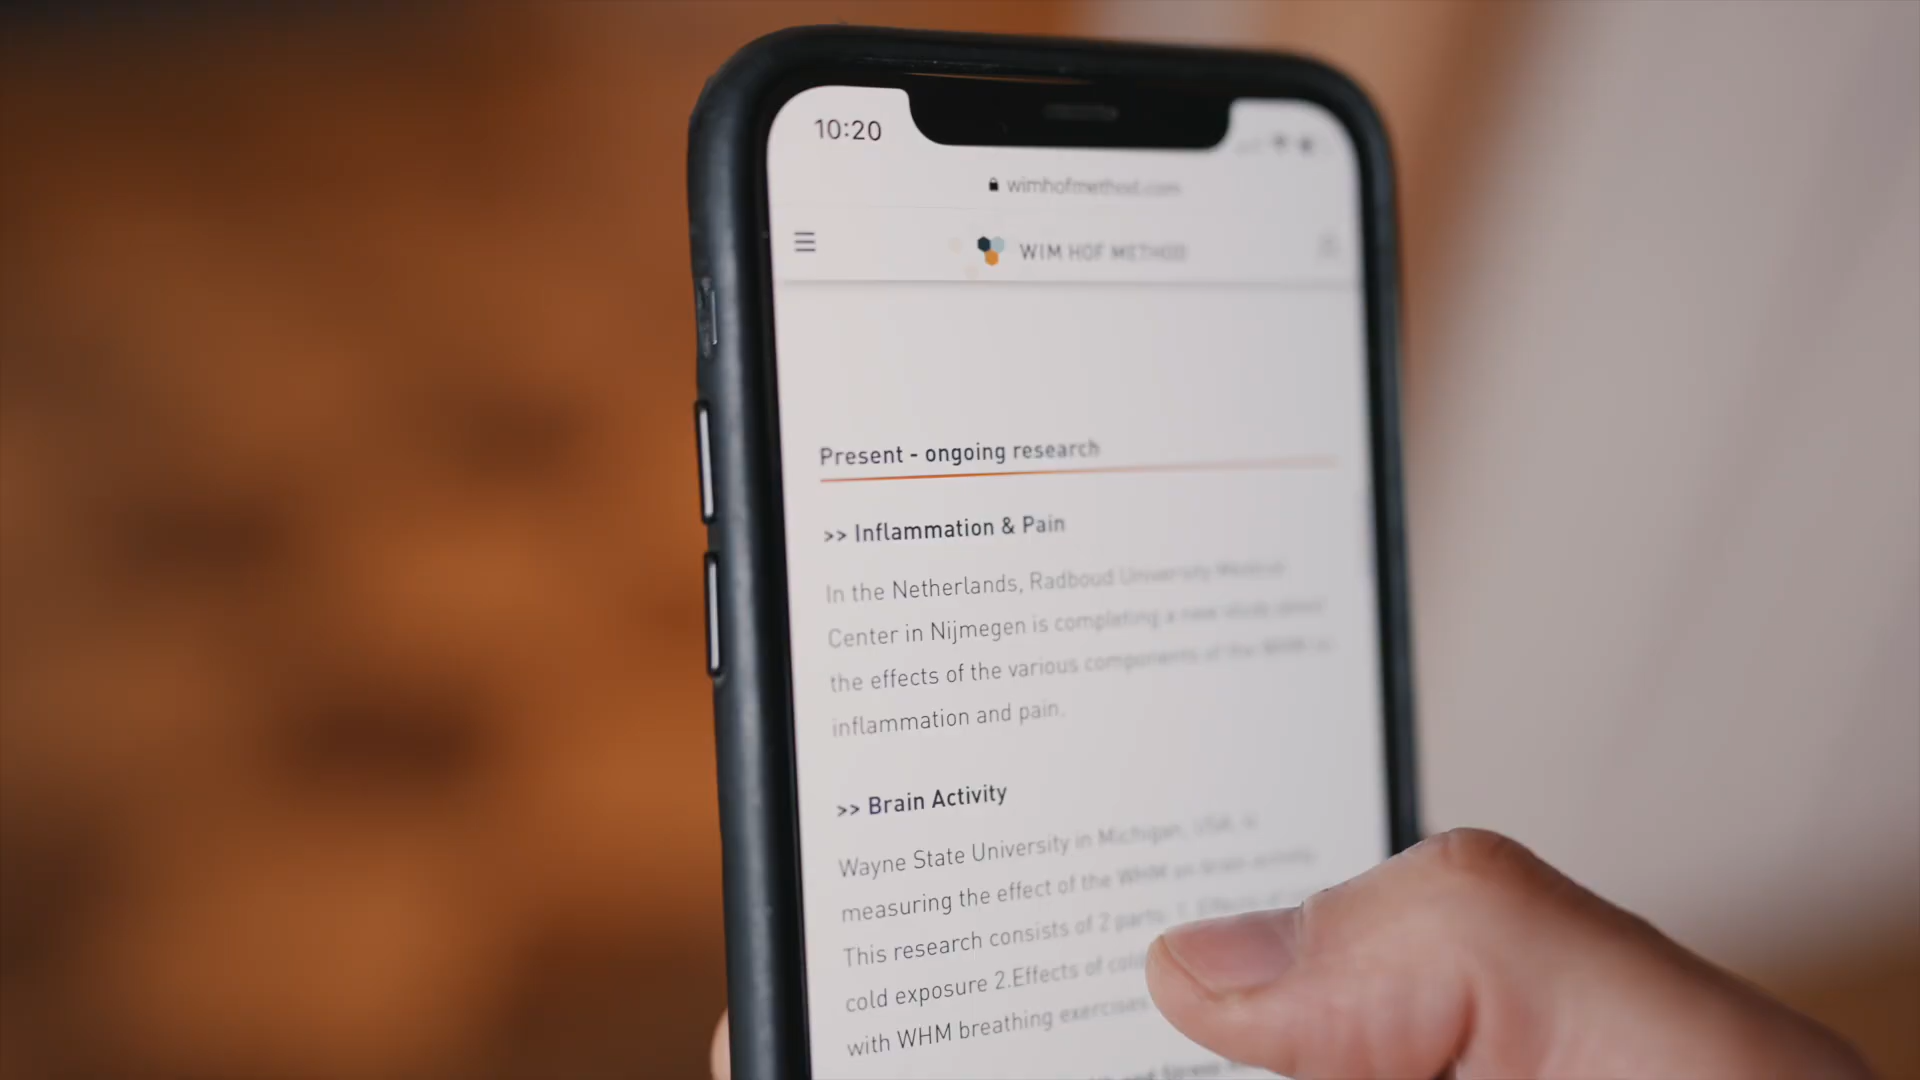 10:20
wimhofmethod.com
WIM HOF METHOD
Present - ongoing research
>> Inflammation & Pain
In the Netherlands, Radboud University Medical
Center in Nijmegen is completing a new study about
the effects of the various components of the WHM on
inflammation and pain.
>> Brain Activity
Wayne State University in Michigan, USA, is
measuring the effect of the WHM on brain activity.
This research consists of 2 parts: 1. Effects of
cold exposure 2.Effects of cold
with WHM breathing exercises
and Stress